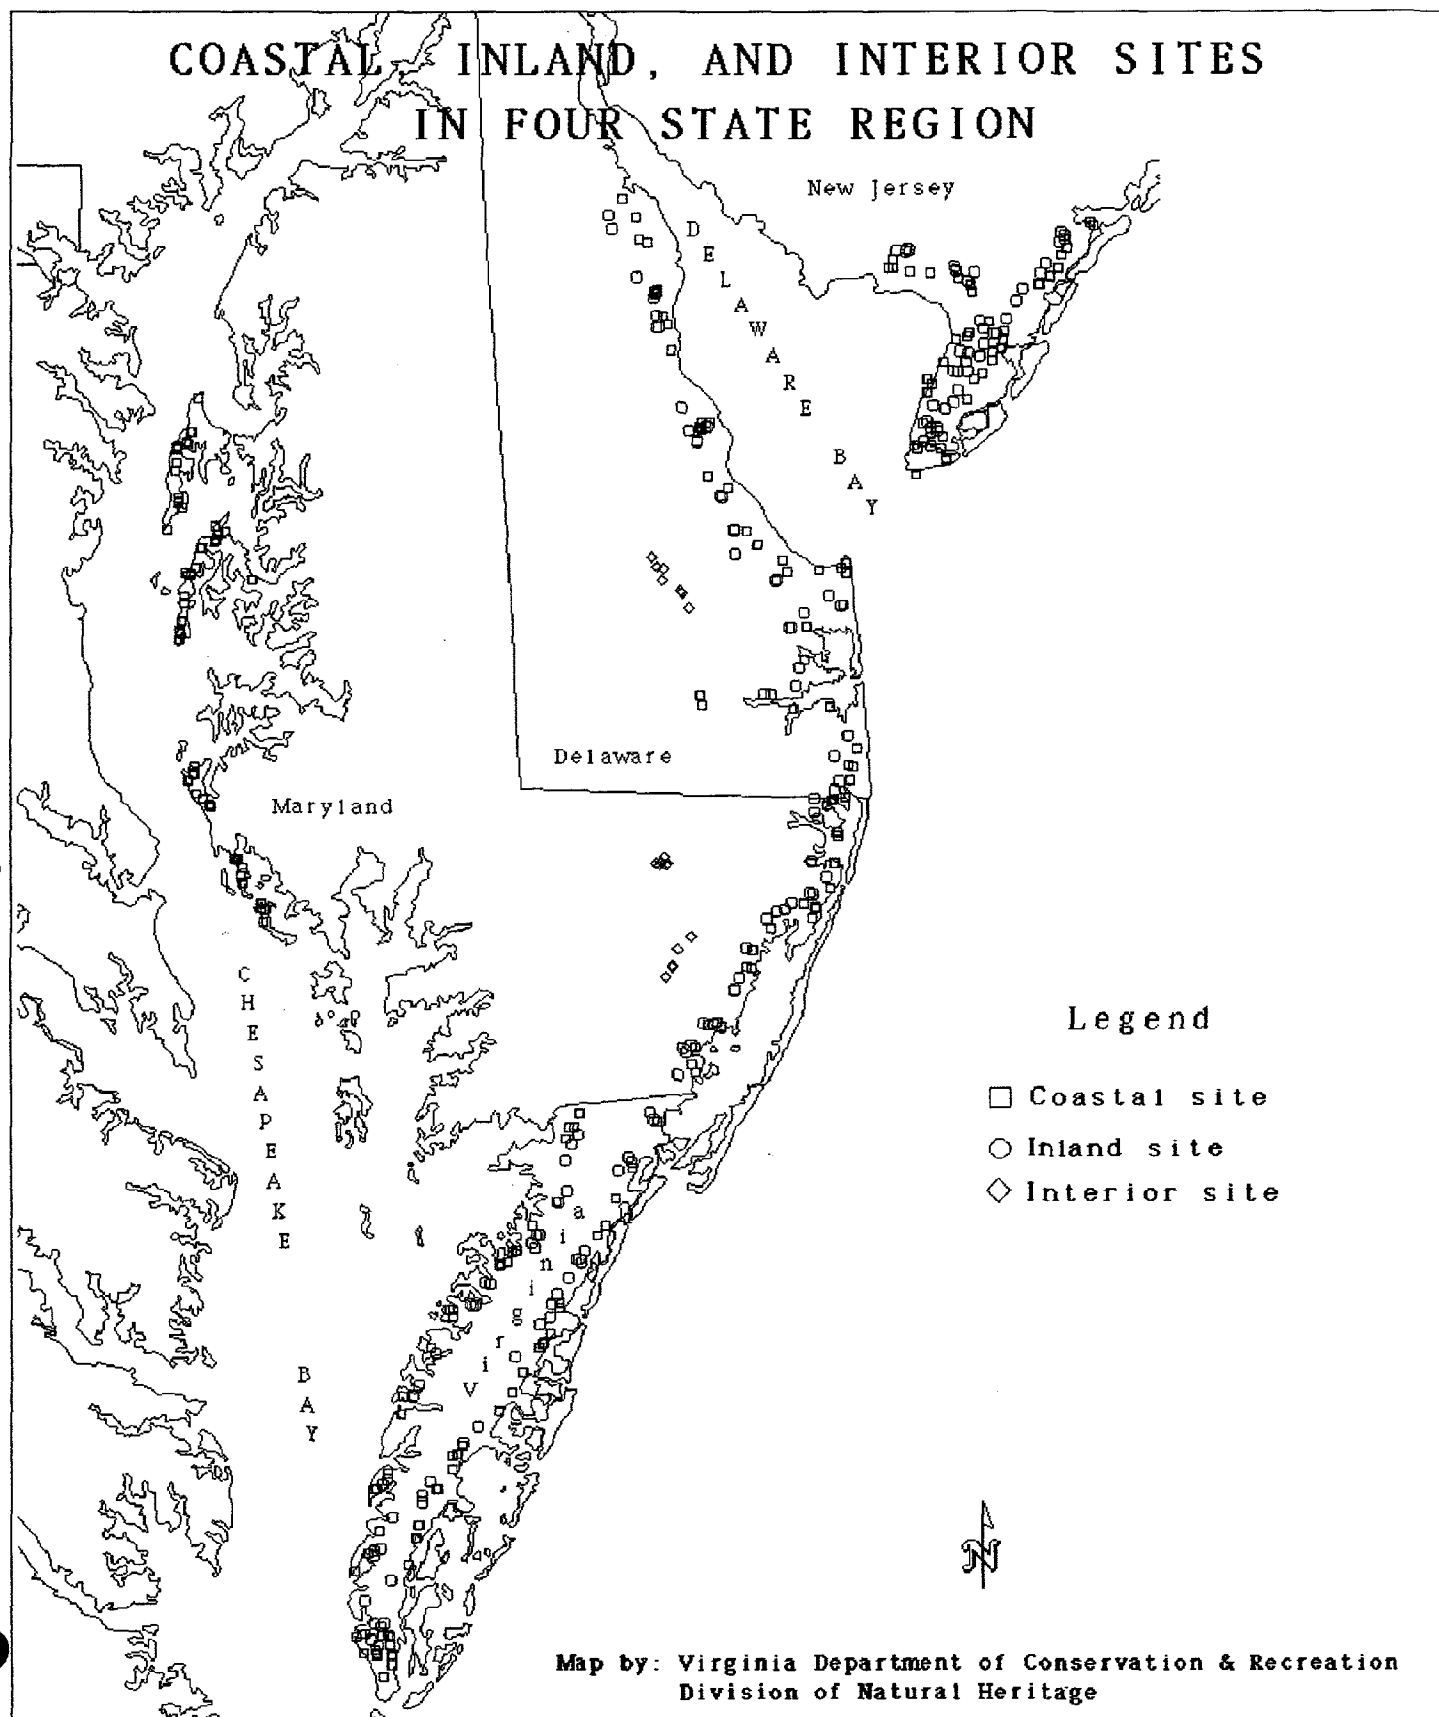 COASTAL, INLAND, AND INTERIOR SITES
IN FOUR STATE REGION
New Jersey
DELAWARE BAY
Delaware
Maryland
CHESAPEAKE BAY
Virginia
Legend
Coastal site
Inland site
Interior site
N
Map by: Virginia Department of Conservation & Recreation
Division of Natural Heritage